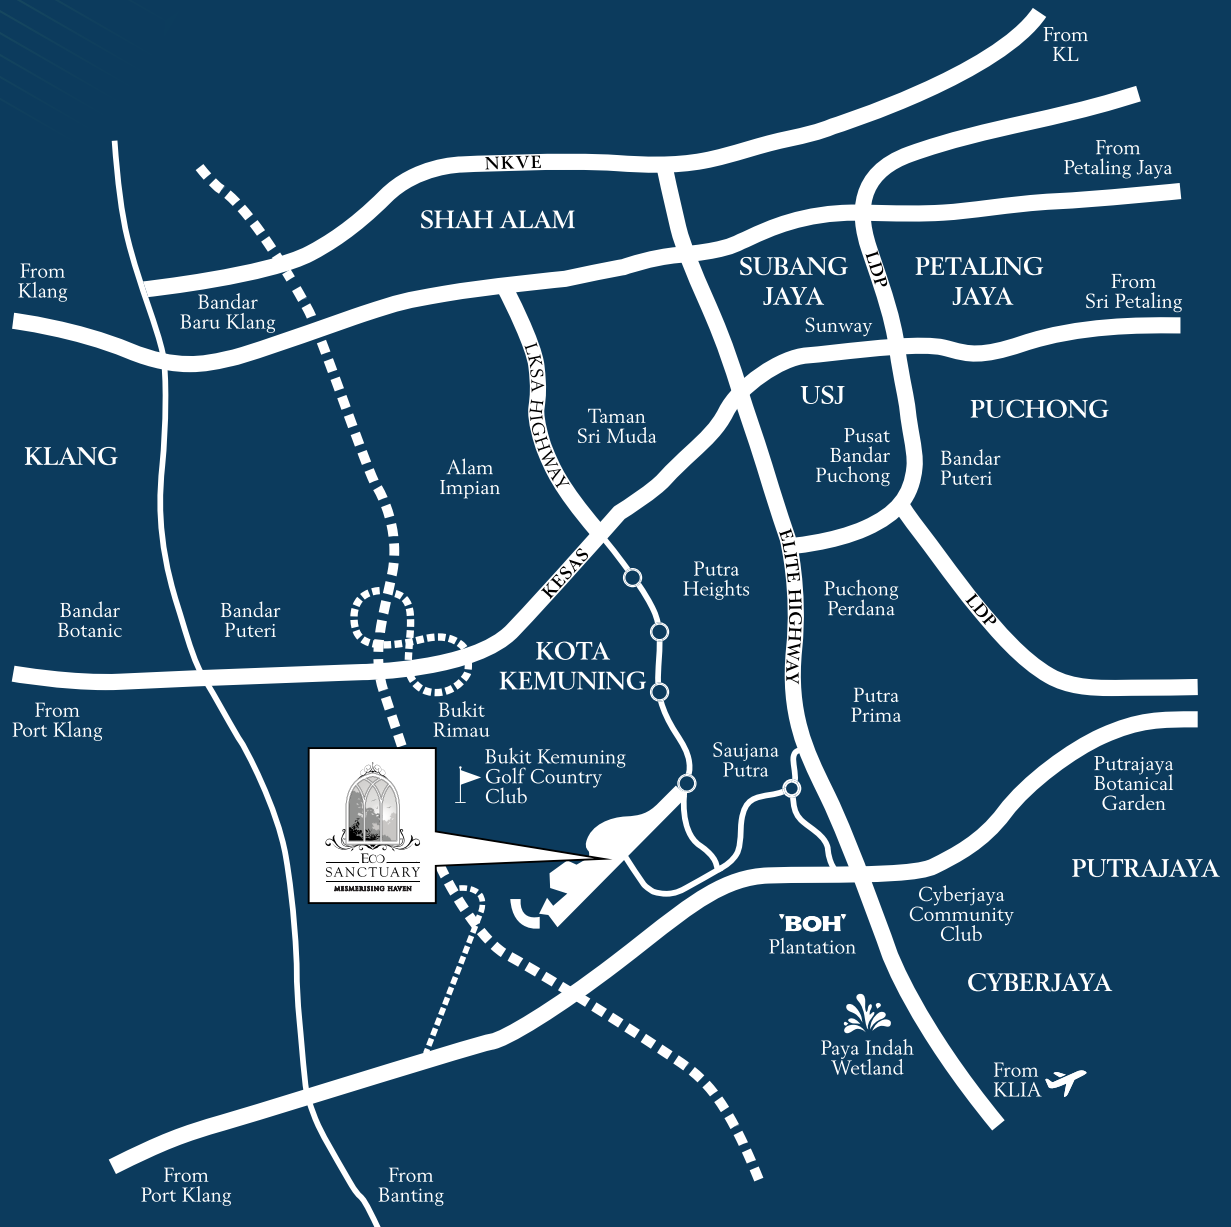 From
KL
NKVE
From
Petaling Jaya
SHAH ALAM
From
Klang
Bandar
Baru Klang
SUBANG
JAYA
LDP
PETALING
JAYA
From
Sri Petaling
Sunway
LKSA HIGHWAY
USJ
PUCHONG
Taman
Sri Muda
Pusat
Bandar
Puchong
Bandar
Puteri
KLANG
Alam
Impian
KESAS
ELITE HIGHWAY
Putra
Heights
Puchong
Perdana
LDP
Bandar
Botanic
Bandar
Puteri
KOTA
KEMUNING
From
Port Klang
Bukit
Rimau
Putra
Prima
Bukit Kemuning
Golf Country
Club
Saujana
Putra
Putrajaya
Botanical
Garden
ECO
SANCTUARY
MESMERISING HAVEN
PUTRAJAYA
Cyberjaya
Community
Club
'BOH'
Plantation
CYBERJAYA
Paya Indah
Wetland
From
KLIA
From
Port Klang
From
Banting